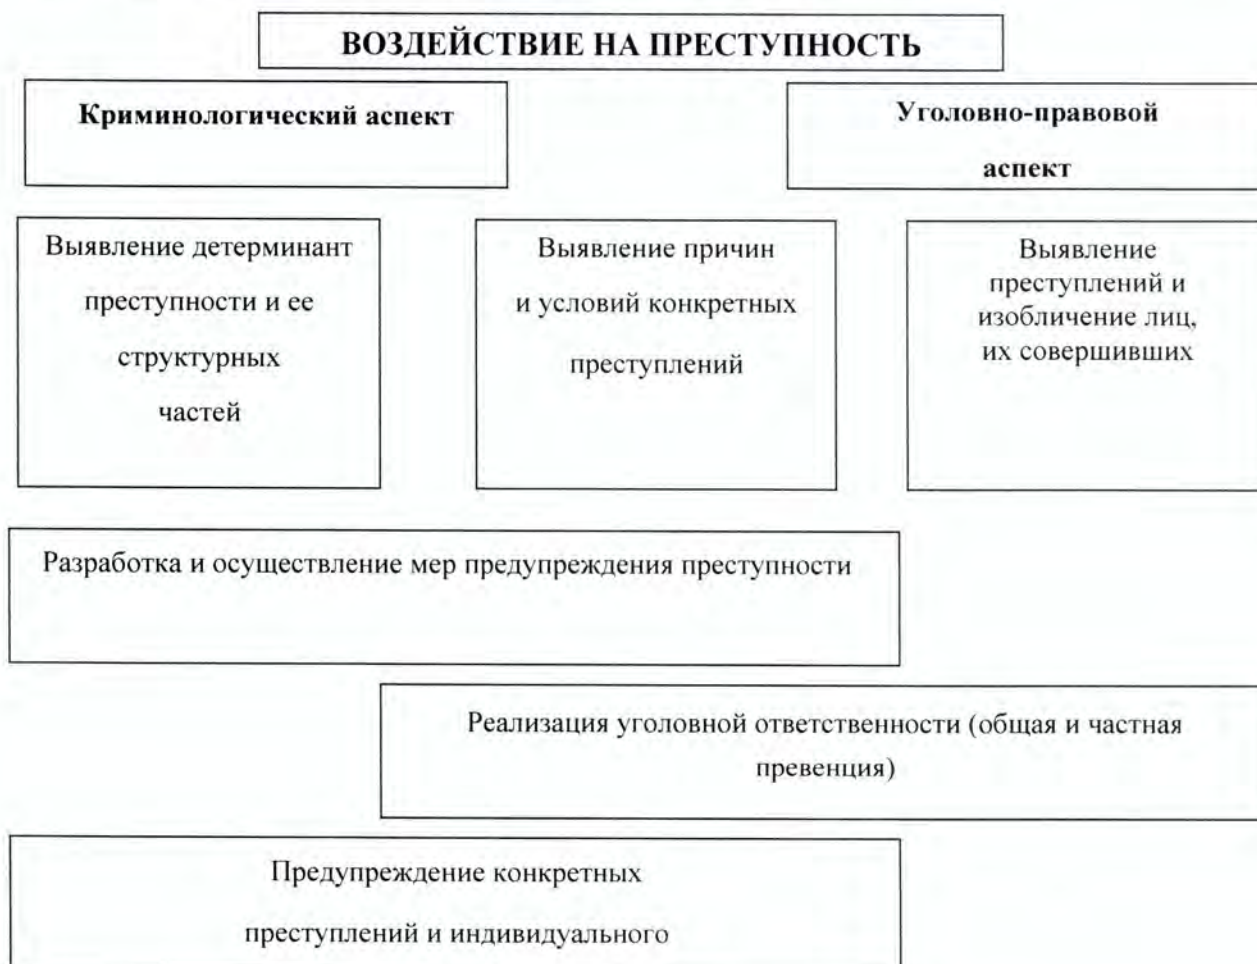 ВОЗДЕЙСТВИЕ НА ПРЕСТУПНОСТЬ
Криминологический аспект
Уголовно-правовой
аспект
Выявление детерминант
преступности и ее
структурных
частей
Выявление причин
и условий конкретных
преступлений
Выявление
преступлений и
изобличение лиц,
их совершивших
Разработка и осуществление мер предупреждения преступности
Реализация уголовной ответственности (общая и частная
превенция)
Предупреждение конкретных
преступлений и индивидуального